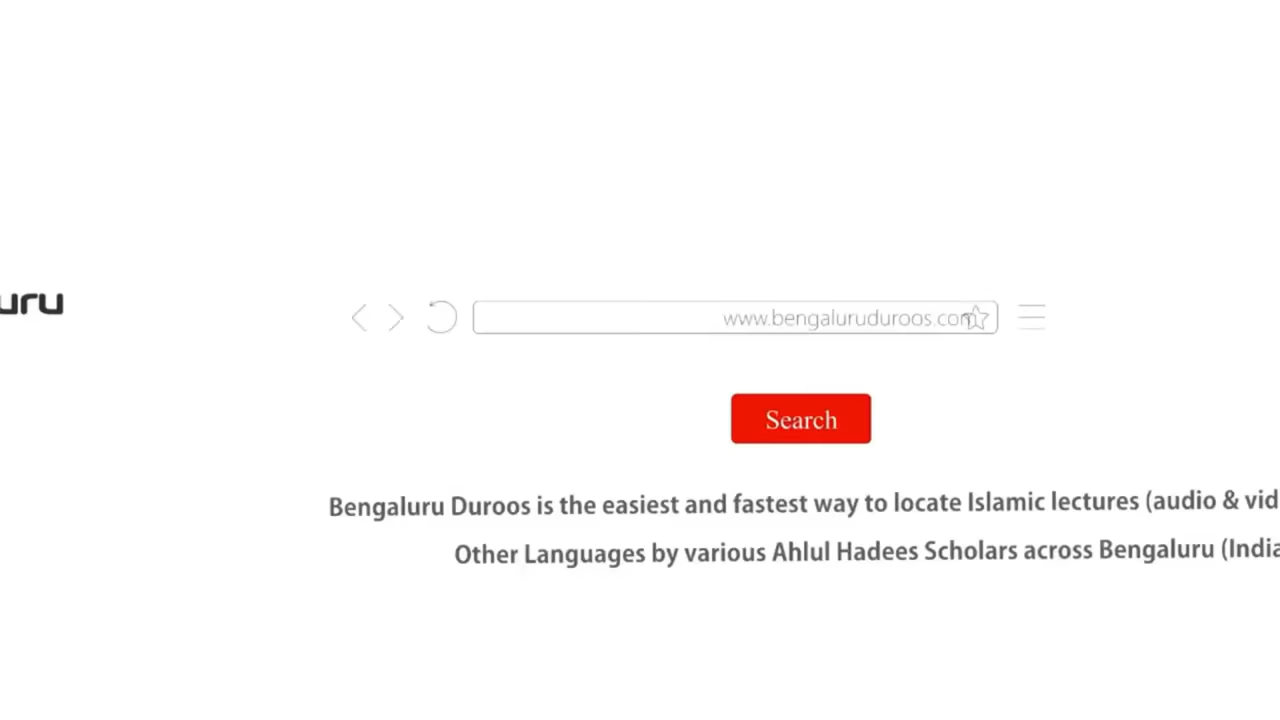 uru
www.bengaluruduroos.com
Search
Bengaluru Duroos is the easiest and fastest way to locate Islamic lectures (audio & vid
Other Languages by various Ahlul Hadees Scholars across Bengaluru (India